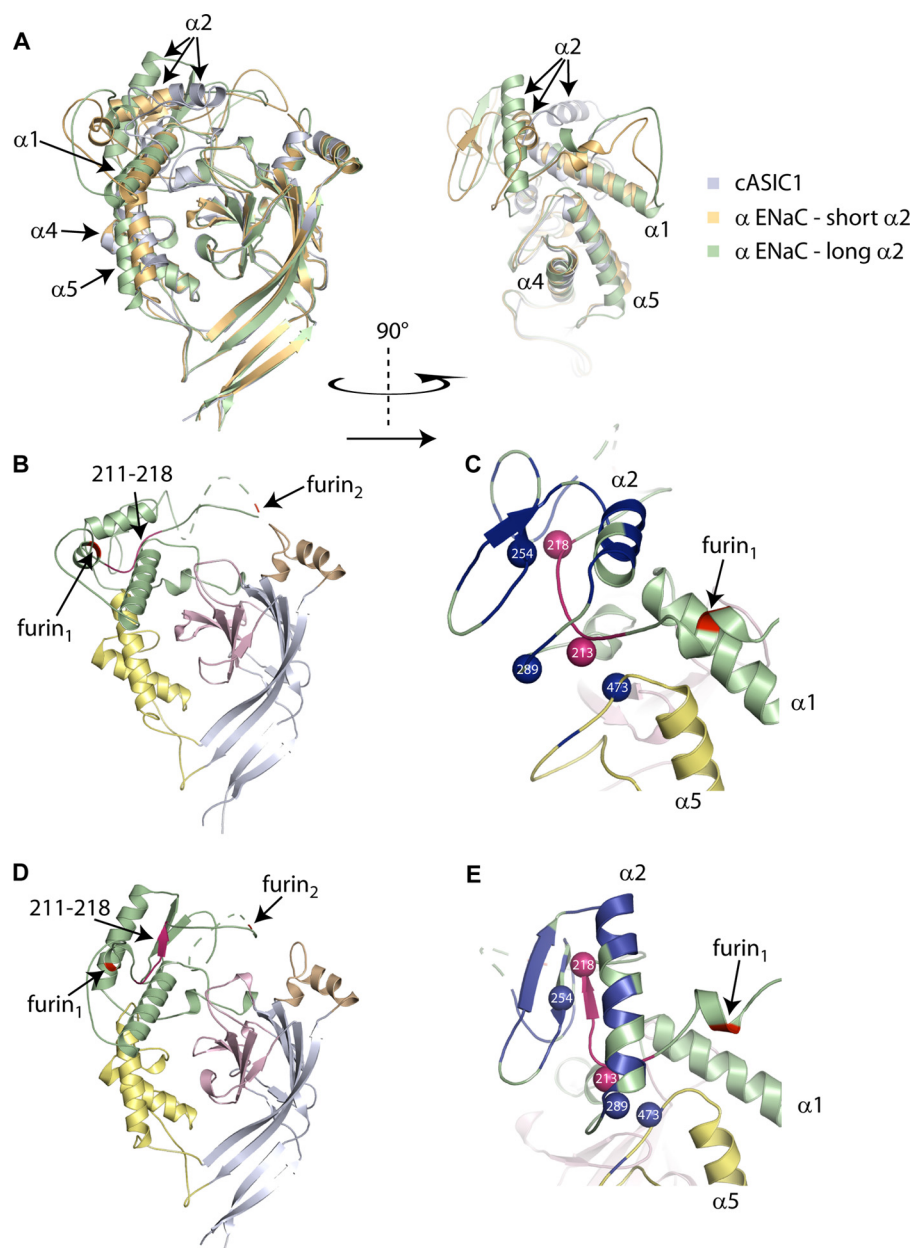 A
α2
α1
α4
α5
α2
α1
α4
α5
cASIC1
α ENaC - short α2
α ENaC - long α2
90°
B
211-218
furin₂
furin₁
C
α2
furin₁
254
218
213
289
473
α1
α5
D
211-218
furin₂
furin₁
E
α2
furin₁
218
254
213
289
473
α1
α5